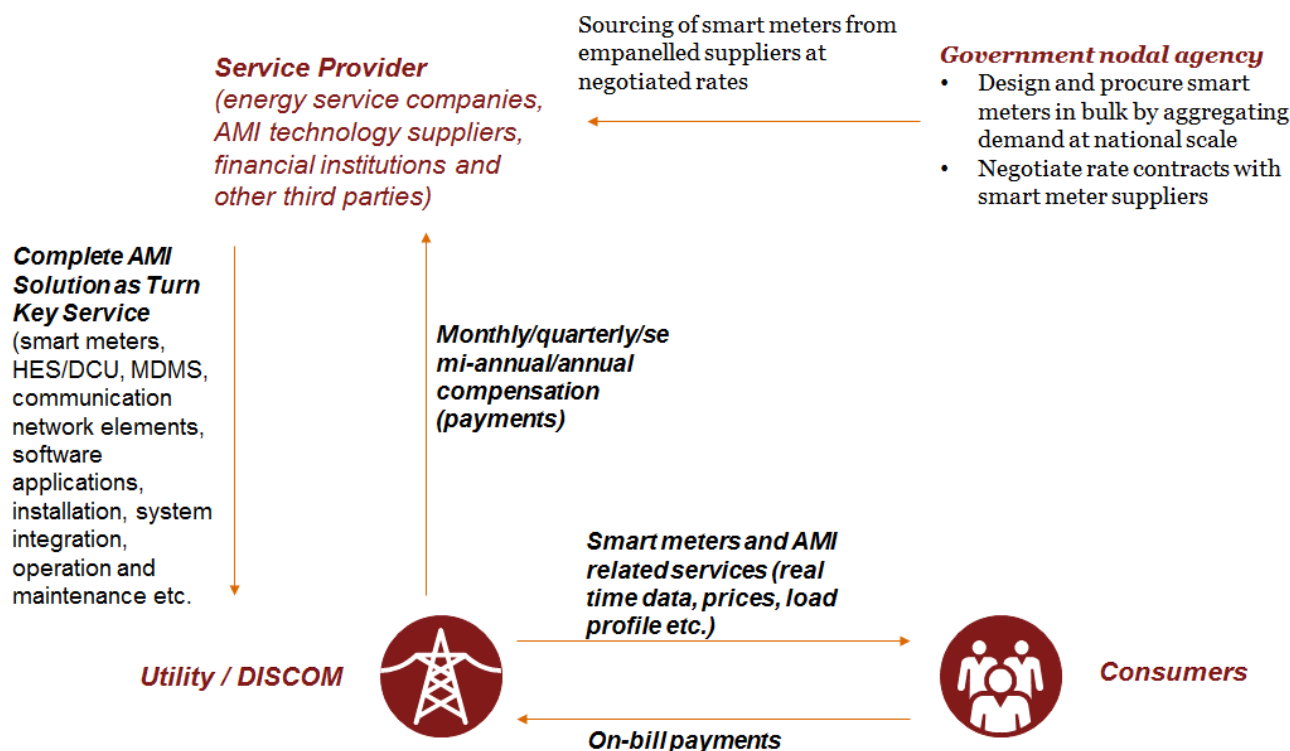 Service Provider
(energy service companies,
AMI technology suppliers,
financial institutions and
other third parties)
Sourcing of smart meters from
empanelled suppliers at
negotiated rates
Government nodal agency
• Design and procure smart
meters in bulk by aggregating
demand at national scale
• Negotiate rate contracts with
smart meter suppliers
Complete AMI
Solution as Turn
Key Service
(smart meters,
HES/DCU, MDMS,
communication
network elements,
software
applications,
installation, system
integration,
operation and
maintenance etc.
Monthly/quarterly/se
mi-annual/annual
compensation
(payments)
Smart meters and AMI
related services (real
time data, prices, load
profile etc.)
Utility / DISCOM
Consumers
On-bill payments